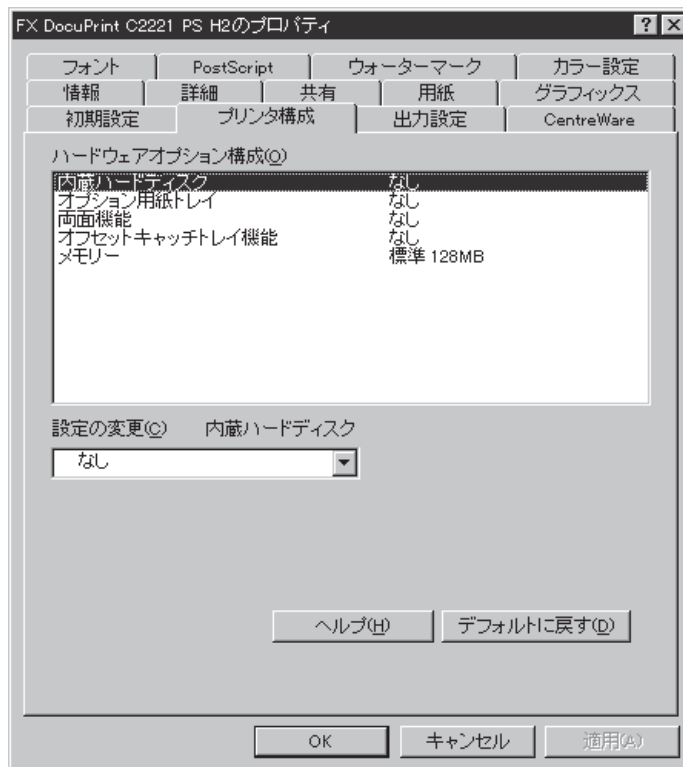 FX DocuPrint C2221 PS H2のプロパティ
フォント PostScript ウォーターマーク カラー設定
情報 詳細 共有 用紙 グラフィックス
初期設定 プリンタ構成 出力設定 CentreWare
ハードウェアオプション構成(O)
内蔵ハードディスク なし
オプション用紙トレイ なし
両面機能 なし
オフセットキャッチトレイ機能 なし
メモリー 標準 128MB
設定の変更(C) 内蔵ハードディスク
なし
ヘルプ(H) デフォルトに戻す(D)
OK キャンセル 適用(A)